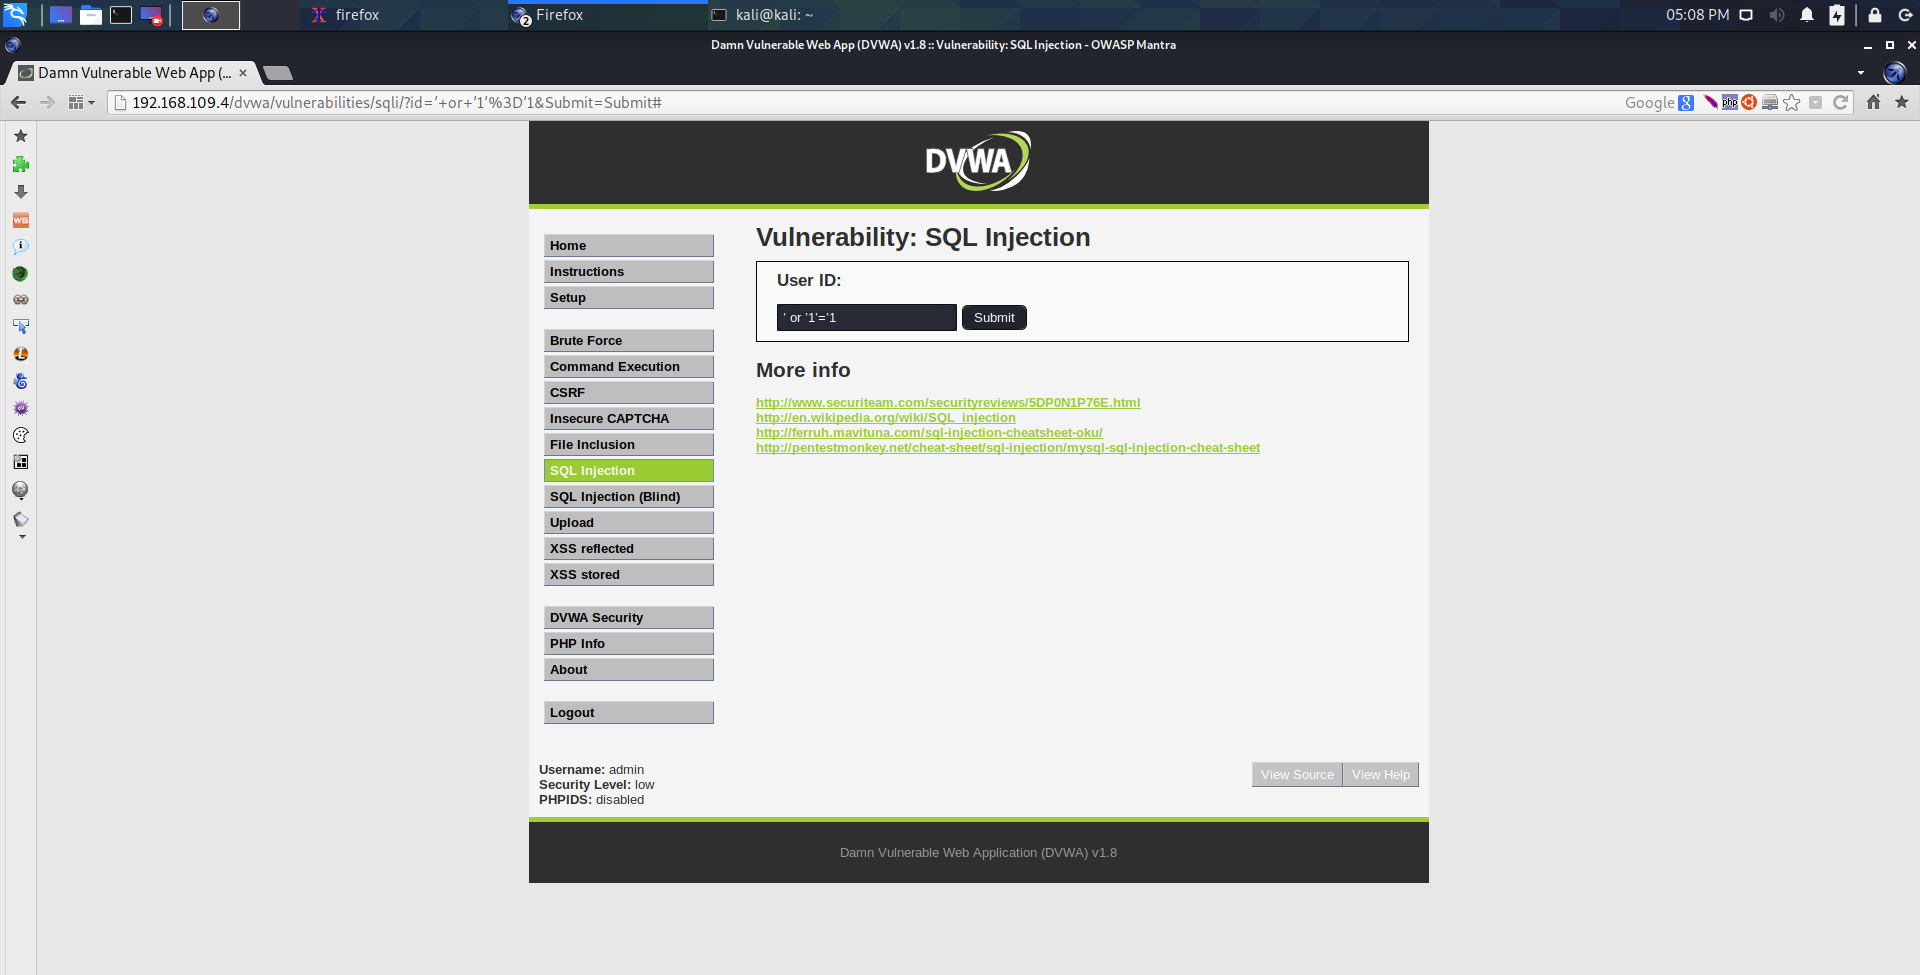 firefox
Firefox
2
kali@kali: ~
05:08 PM
Damn Vulnerable Web App (DVWA) v1.8 :: Vulnerability: SQL Injection - OWASP Mantra
Damn Vulnerable Web App (...
192.168.109.4/dvwa/vulnerabilities/sqli/?id='+or+'1'%3D'1&Submit=Submit#
Google
8
php
DVWA
Home
Instructions
Setup
Brute Force
Command Execution
CSRF
Insecure CAPTCHA
File Inclusion
SQL Injection
SQL Injection (Blind)
Upload
XSS reflected
XSS stored
DVWA Security
PHP Info
About
Logout
Vulnerability: SQL Injection
User ID:
' or '1'='1
Submit
More info
http://www.securiteam.com/securityreviews/5DP0N1P76E.html
http://en.wikipedia.org/wiki/SQL_injection
http://ferruh.mavituna.com/sql-injection-cheatsheet-oku/
http://pentestmonkey.net/cheat-sheet/sql-injection/mysql-sql-injection-cheat-sheet
Username: admin
Security Level: low
PHPIDS: disabled
View Source
View Help
Damn Vulnerable Web Application (DVWA) v1.8